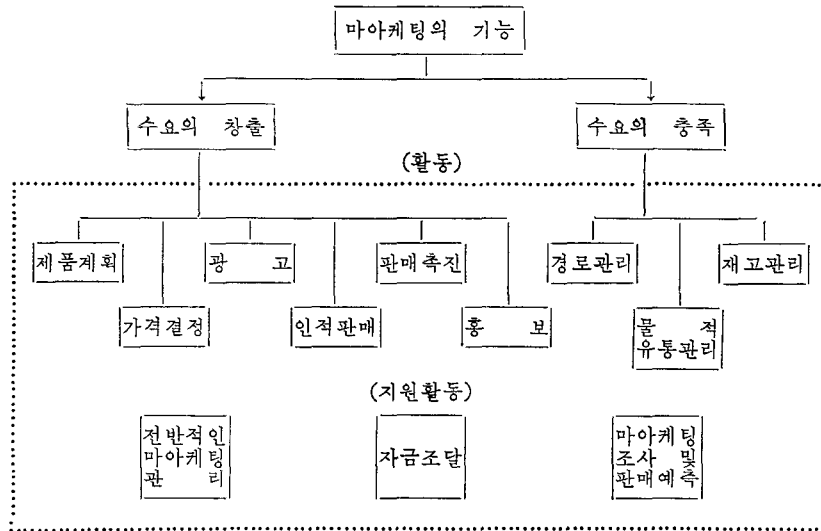 마아케팅의 기능
수요의 창출 수요의 충족
(활동)
제품계획 광 고 판매촉진 경로관리 재고관리
가격결정 인적판매 홍 보 물 적
유통관리
(지원활동)
전반적인
마아케팅
관 리
자금조달
마아케팅
조사 및
판매예측